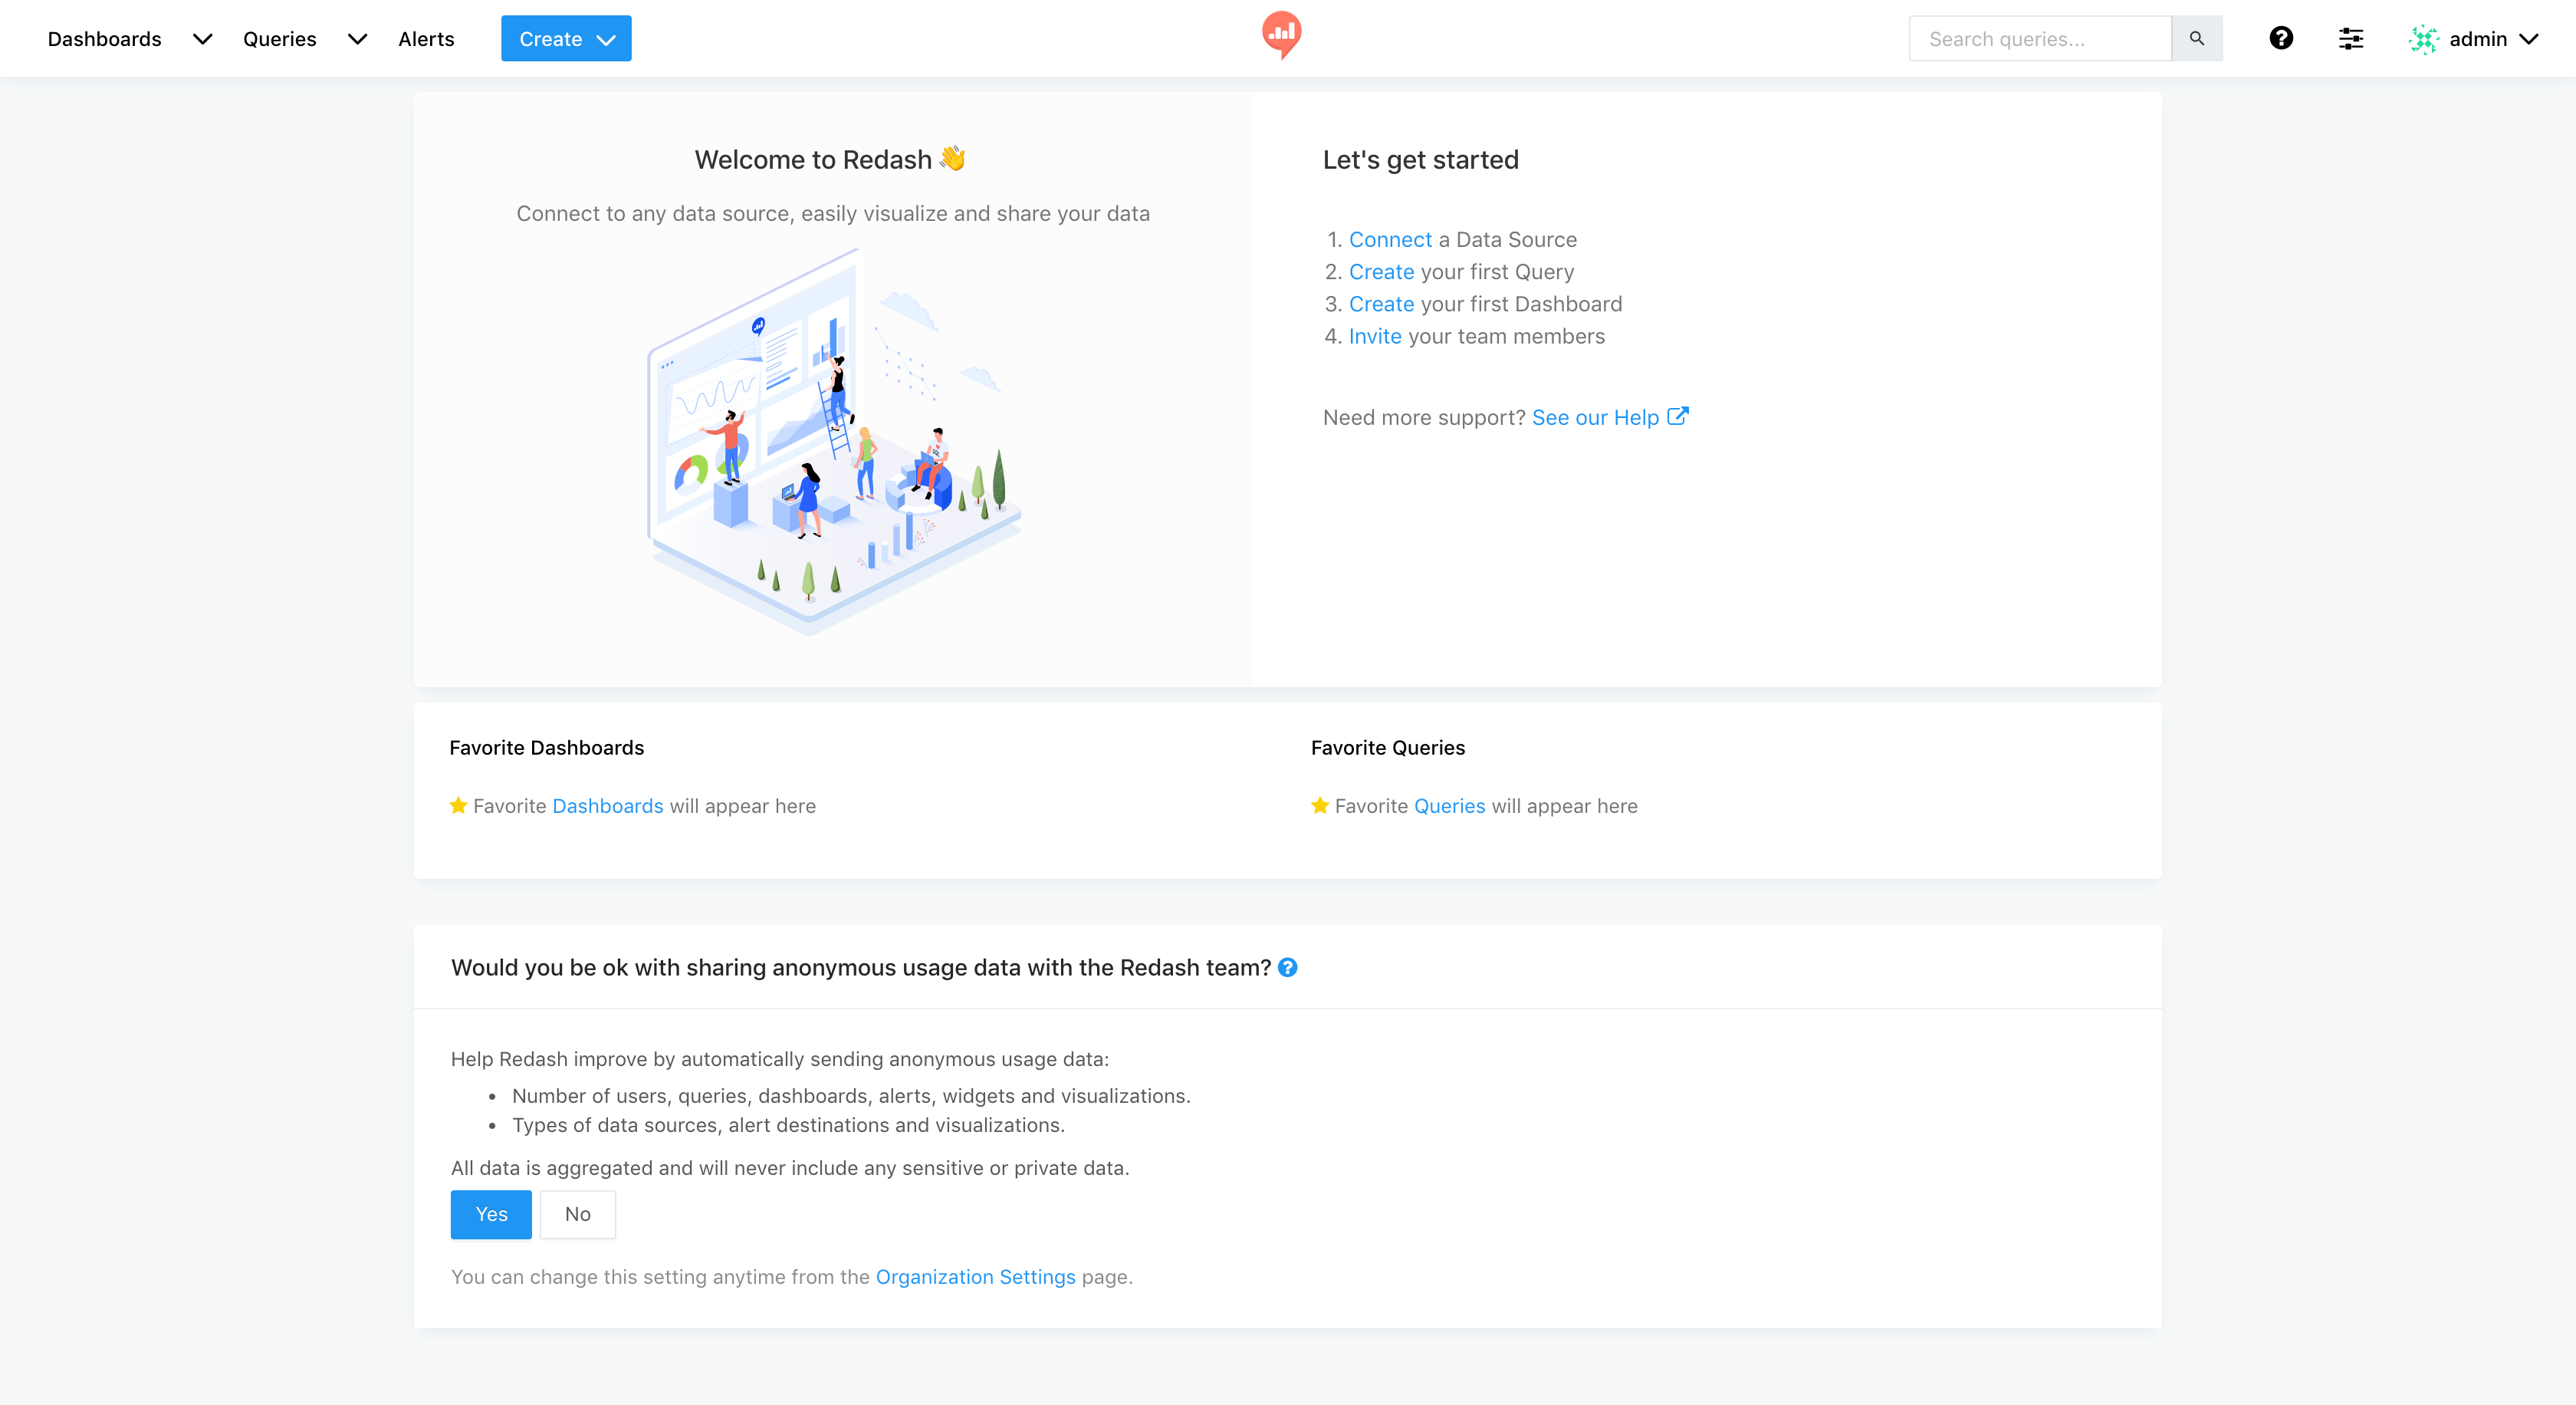 Dashboards Queries Alerts Create Search queries... admin
Welcome to Redash 👋
Connect to any data source, easily visualize and share your data
Let's get started
1. Connect a Data Source
2. Create your first Query
3. Create your first Dashboard
4. Invite your team members
Need more support? See our Help
Favorite Dashboards
Favorite Dashboards will appear here
Favorite Queries
Favorite Queries will appear here
Would you be ok with sharing anonymous usage data with the Redash team?
Help Redash improve by automatically sending anonymous usage data:
• Number of users, queries, dashboards, alerts, widgets and visualizations.
• Types of data sources, alert destinations and visualizations.
All data is aggregated and will never include any sensitive or private data.
Yes No
You can change this setting anytime from the Organization Settings page.